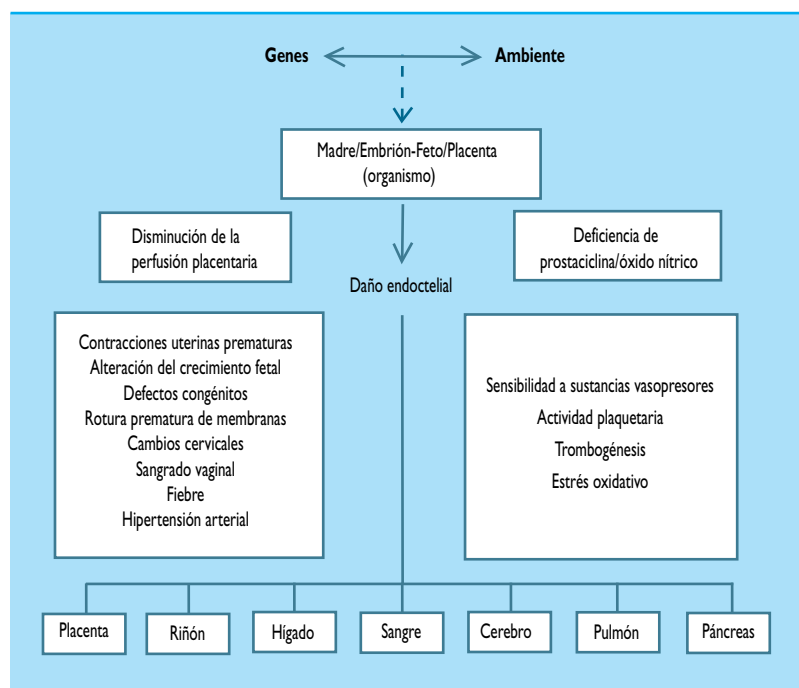 Genes
Ambiente
Madre/Embrión-Feto/Placenta
(organismo)
Disminución de la
perfusión placentaria
Deficiencia de
prostaciclina/óxido nítrico
Daño endoctelial
Contracciones uterinas prematuras
Alteración del crecimiento fetal
Defectos congénitos
Rotura prematura de membranas
Cambios cervicales
Sangrado vaginal
Fiebre
Hipertensión arterial
Sensibilidad a sustancias vasopresores
Actividad plaquetaria
Trombogénesis
Estrés oxidativo
Placenta
Riñón
Hígado
Sangre
Cerebro
Pulmón
Páncreas